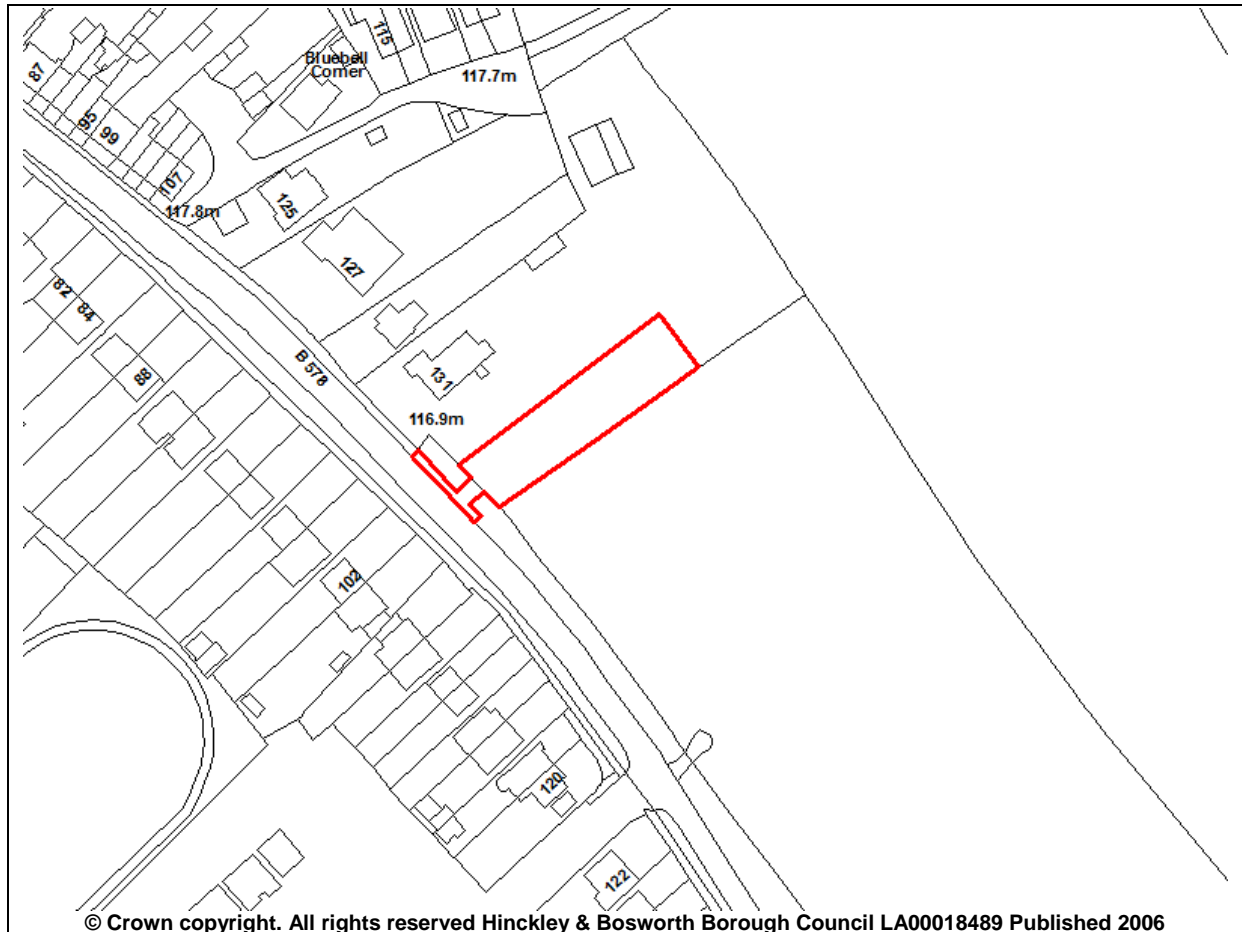 115
Bluebell
Corner
117.7m
87
95
99
107
117.8m
125
127
82
84
B 578
88
131
116.9m
102
120
122
© Crown copyright. All rights reserved Hinckley & Bosworth Borough Council LA00018489 Published 2006